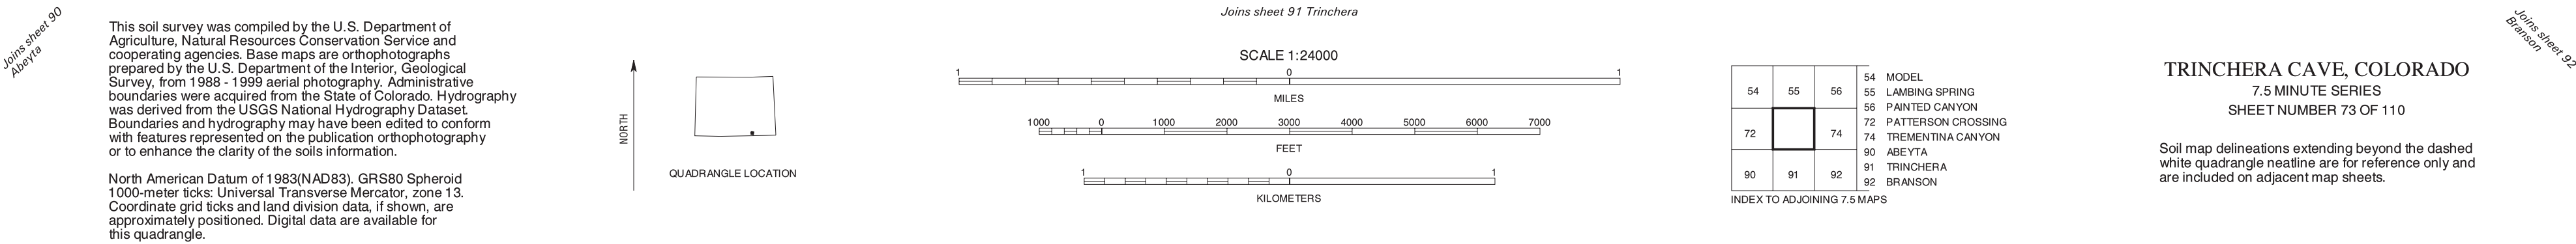 Joins sheet 90
Abeyta
This soil survey was compiled by the U.S. Department of
Agriculture, Natural Resources Conservation Service and
cooperating agencies. Base maps are orthophotographs
prepared by the U.S. Department of the Interior, Geological
Survey, from 1988 - 1999 aerial photography. Administrative
boundaries were acquired from the State of Colorado. Hydrography
was derived from the USGS National Hydrography Dataset.
Boundaries and hydrography may have been edited to conform
with features represented on the publication orthophotography
or to enhance the clarity of the soils information.
North American Datum of 1983(NAD83). GRS80 Spheroid
1000-meter ticks: Universal Transverse Mercator, zone 13.
Coordinate grid ticks and land division data, if shown, are
approximately positioned. Digital data are available for
this quadrangle.
NORTH
QUADRANGLE LOCATION
Joins sheet 91 Trinchera
SCALE 1:24000
1 0 1
MILES
1000 0 1000 2000 3000 4000 5000 6000 7000
FEET
1 0 1
KILOMETERS
54 55 56
72 74
90 91 92
INDEX TO ADJOINING 7.5 MAPS
54 MODEL
55 LAMBING SPRING
56 PAINTED CANYON
72 PATTERSON CROSSING
74 TREMENTINA CANYON
90 ABEYTA
91 TRINCHERA
92 BRANSON
TRINCHERA CAVE, COLORADO
7.5 MINUTE SERIES
SHEET NUMBER 73 OF 110
Soil map delineations extending beyond the dashed
white quadrangle neatline are for reference only and
are included on adjacent map sheets.
Joins sheet 92
Branson